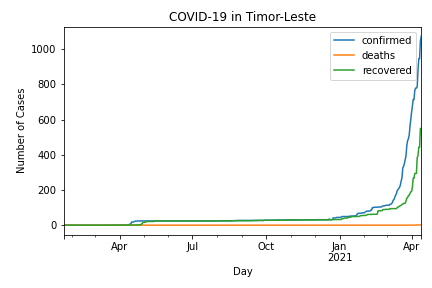 COVID-19 in Timor-Leste
confirmed
deaths
recovered
Number of Cases
1000
800
600
400
200
0
Apr
Jul
Oct
Jan
2021
Apr
Day